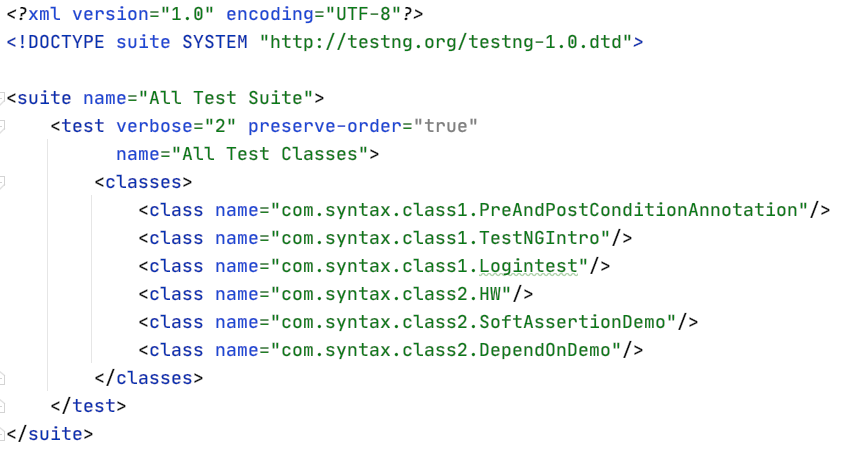 <?xml version="1.0" encoding="UTF-8"?>
<!DOCTYPE suite SYSTEM "http://testng.org/testng-1.0.dtd">
<suite name="All Test Suite">
<test verbose="2" preserve-order="true"
name="All Test Classes">
<classes>
<class name="com.syntax.class1.PreAndPostConditionAnnotation"/>
<class name="com.syntax.class1.TestNGIntro"/>
<class name="com.syntax.class1.Logintest"/>
<class name="com.syntax.class2.HW"/>
<class name="com.syntax.class2.SoftAssertionDemo"/>
<class name="com.syntax.class2.DependOnDemo"/>
</classes>
</test>
</suite>